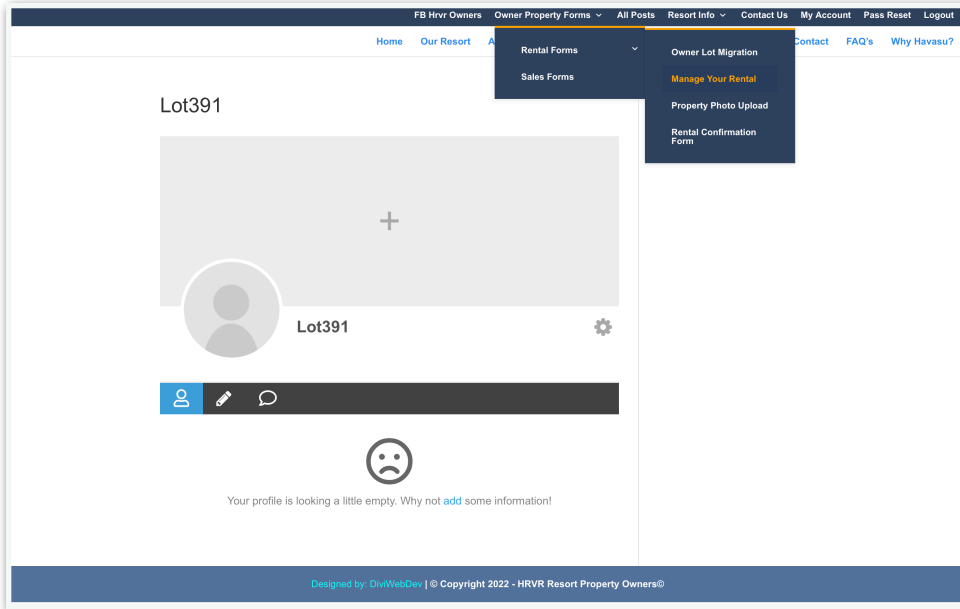 FB Hrvr Owners Owner Property Forms All Posts Resort Info Contact Us My Account Pass Reset Logout
Home Our Resort A Contact FAQ's Why Havasu?
Rental Forms
Sales Forms
Owner Lot Migration
Manage Your Rental
Property Photo Upload
Rental Confirmation
Form
Lot391
Lot391
Your profile is looking a little empty. Why not add some information!
Designed by: DiviWebDev | © Copyright 2022 - HRVR Resort Property Owners©